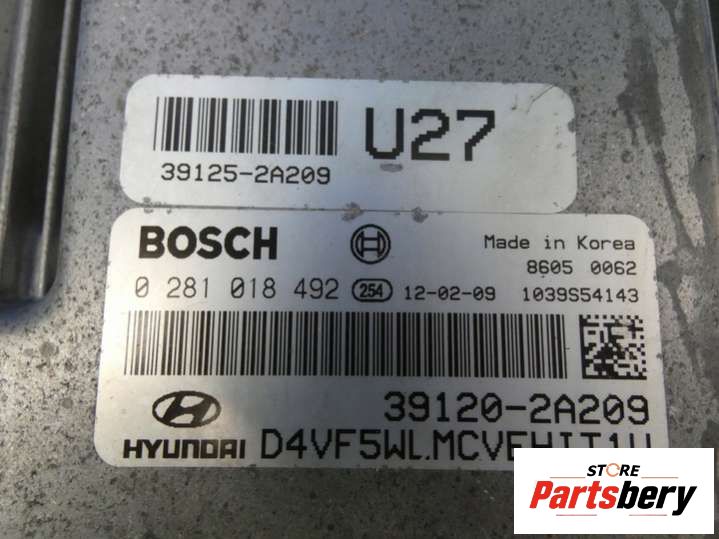 U27
39125-2A209
BOSCH Made in Korea
8605 0062
0 281 018 492 254 12-02-09 1039S54143
39120-2A209
HYUNDAI
STORE
Partsbery